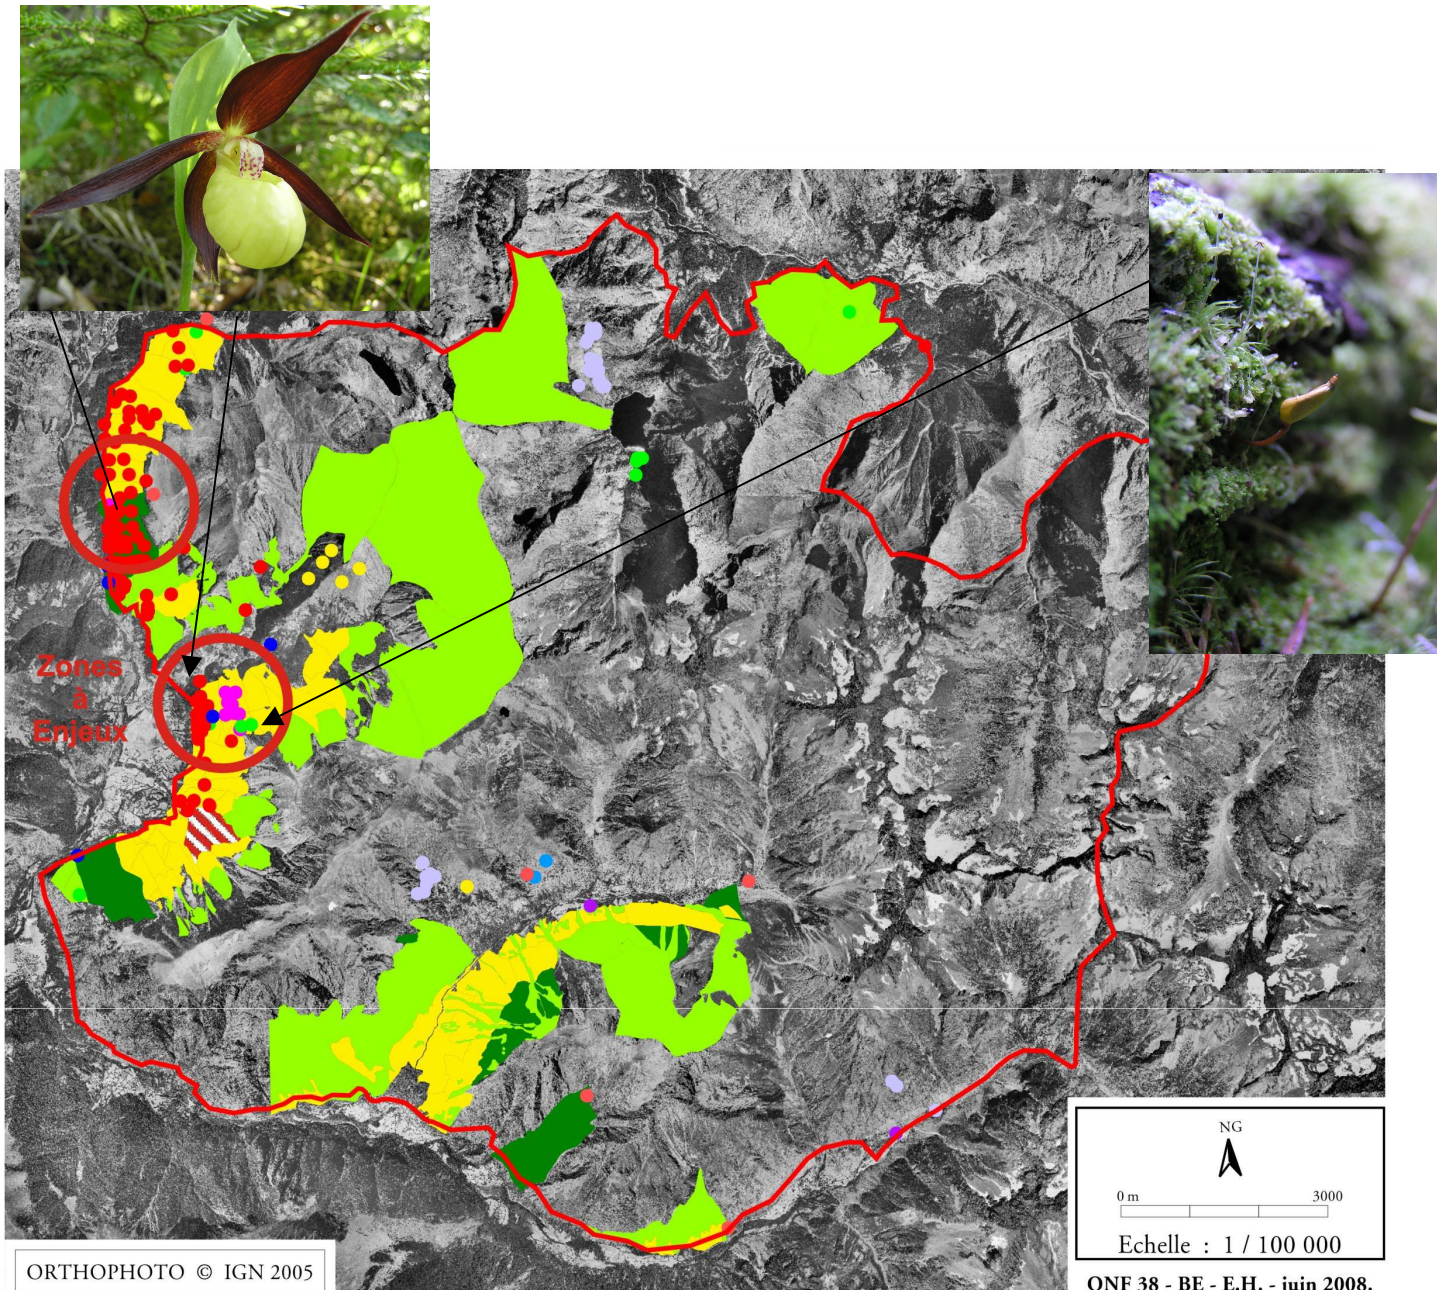 Zones
à
Enjeux
NG
0 m 3000
Echelle : 1 / 100 000
ORTHOPHOTO © IGN 2005
ONF 38 - BE - E.H. - juin 2008.